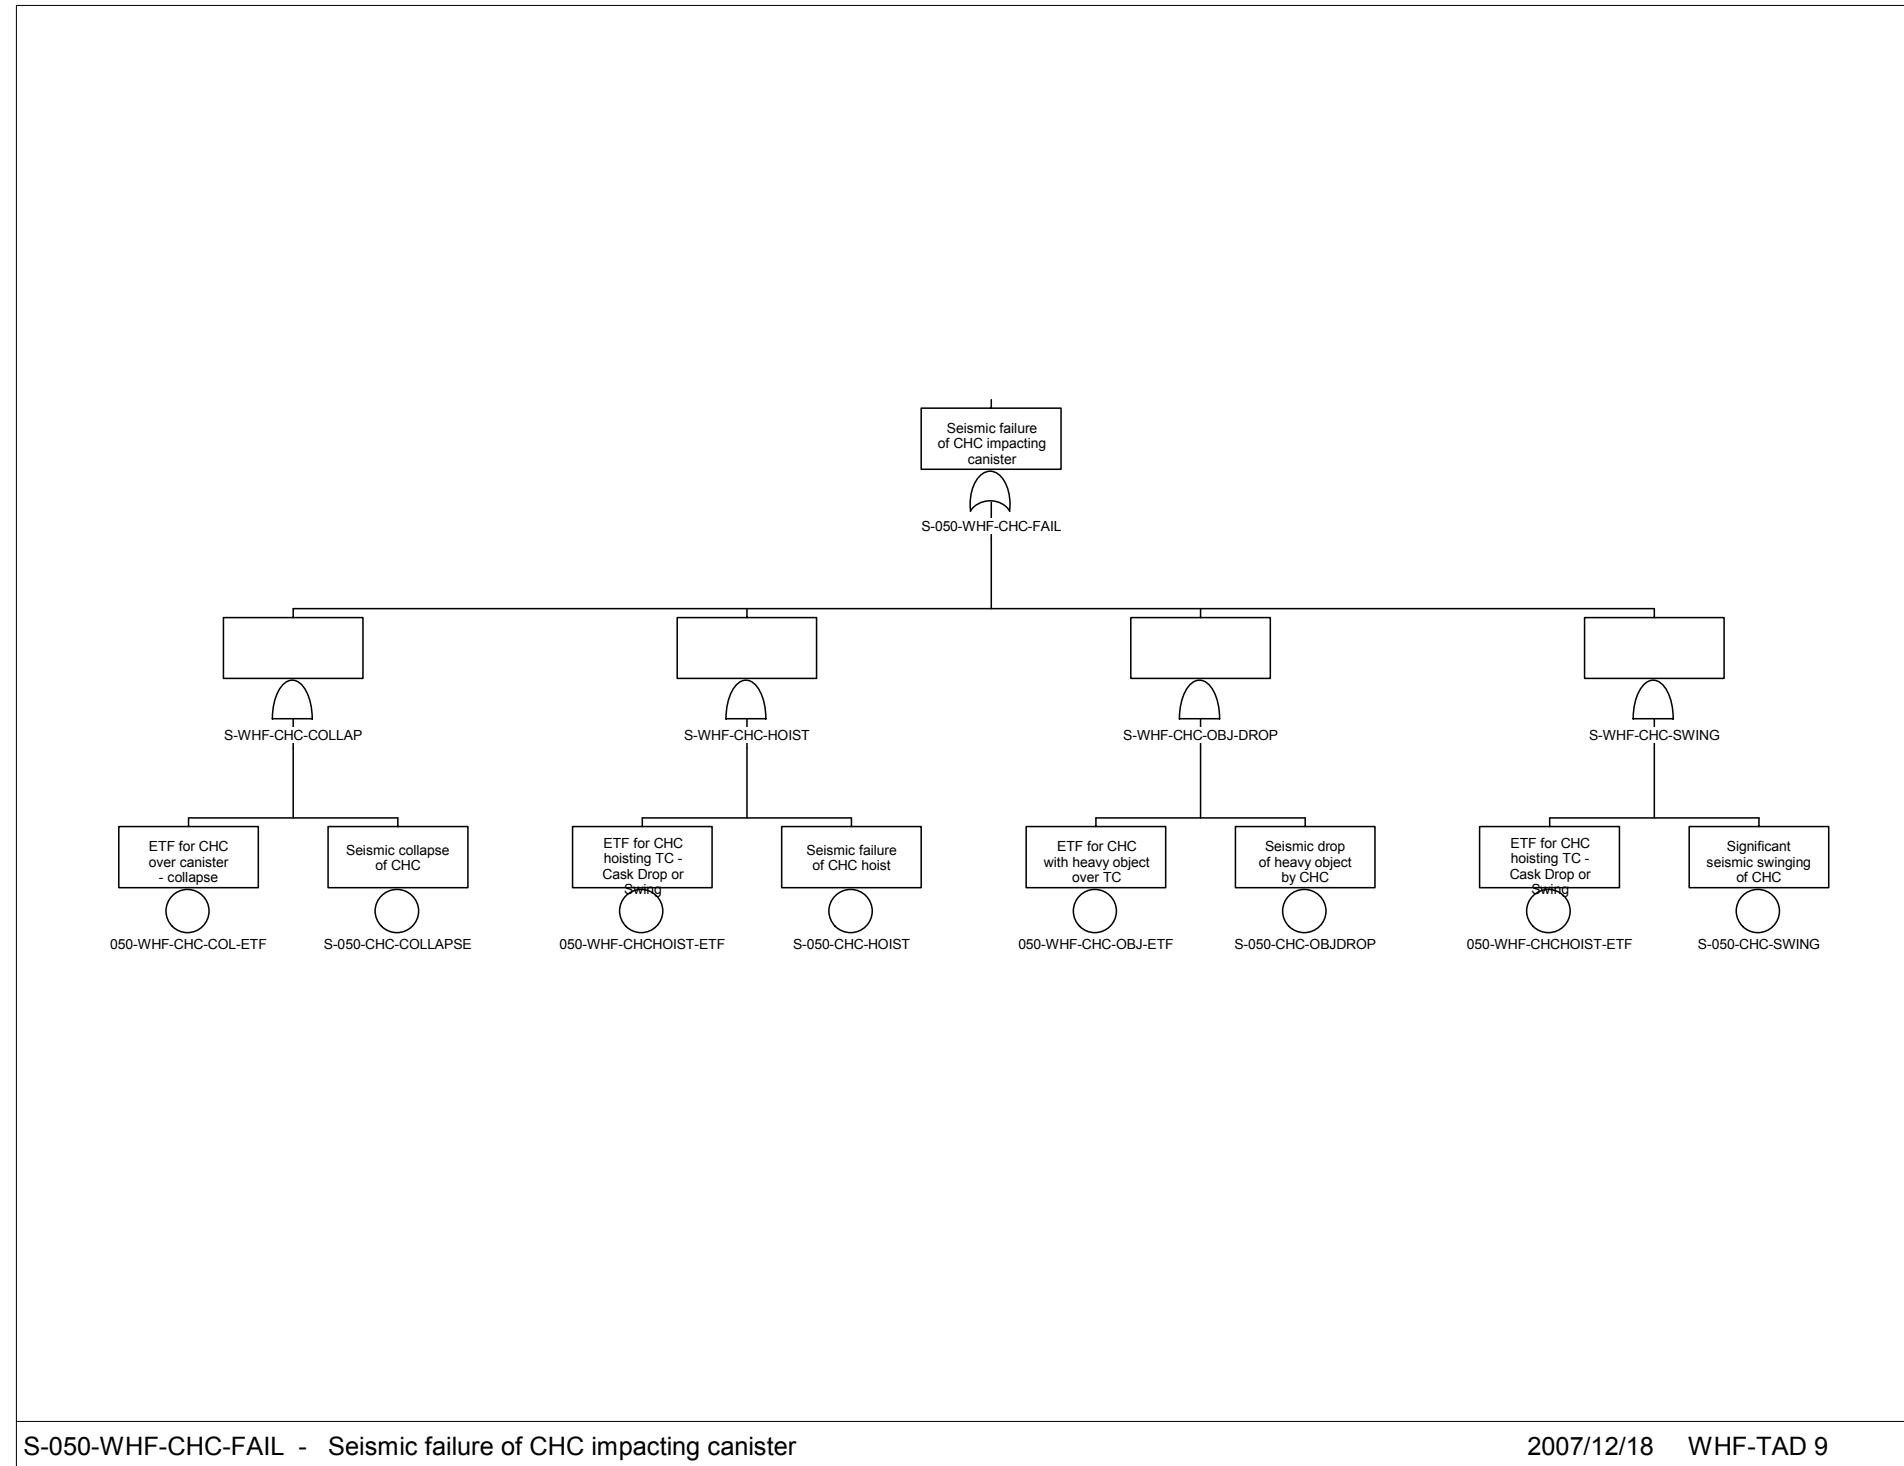 Seismic failure
of CHC impacting
canister
S-050-WHF-CHC-FAIL
S-WHF-CHC-COLLAP
S-WHF-CHC-HOIST
S-WHF-CHC-OBJ-DROP
S-WHF-CHC-SWING
ETF for CHC
over canister
- collapse
050-WHF-CHC-COL-ETF
Seismic collapse
of CHC
S-050-CHC-COLLAPSE
ETF for CHC
hoisting TC -
Cask Drop or
Swing
050-WHF-CHCHOIST-ETF
Seismic failure
of CHC hoist
S-050-CHC-HOIST
ETF for CHC
with heavy object
over TC
050-WHF-CHC-OBJ-ETF
Seismic drop
of heavy object
by CHC
S-050-CHC-OBJDROP
ETF for CHC
hoisting TC -
Cask Drop or
Swing
050-WHF-CHCHOIST-ETF
Significant
seismic swinging
of CHC
S-050-CHC-SWING
S-050-WHF-CHC-FAIL - Seismic failure of CHC impacting canister
2007/12/18 WHF-TAD 9